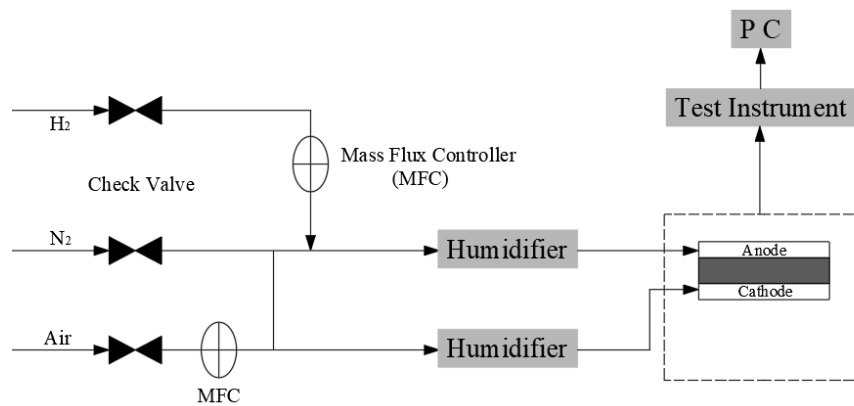 P C
Test Instrument
H₂
Mass Flux Controller
(MFC)
Check Valve
N₂
Humidifier
Anode
Cathode
Air
Humidifier
MFC